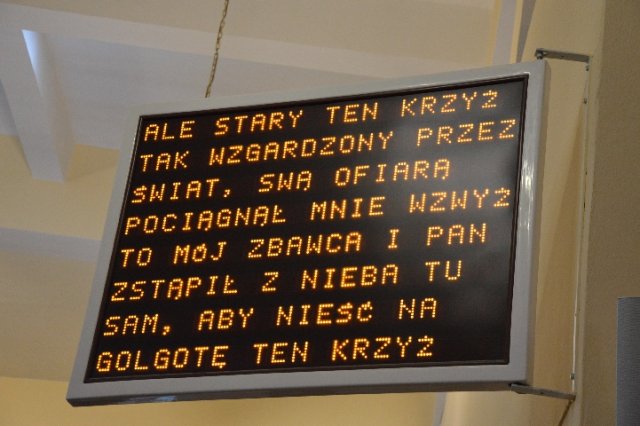 ALE STARY TEN KRZYŻ
TAK WZGARDZONY PRZEZ
ŚWIAT, SWĄ OFIARĄ
POCIĄGNĄŁ MNIE WZWYŻ
TO MÓJ ZBAWCA I PAN
ZSTĄPIŁ Z NIEBA TU
SAM, ABY NIEŚĆ NA
GOLGOTĘ TEN KRZYŻ